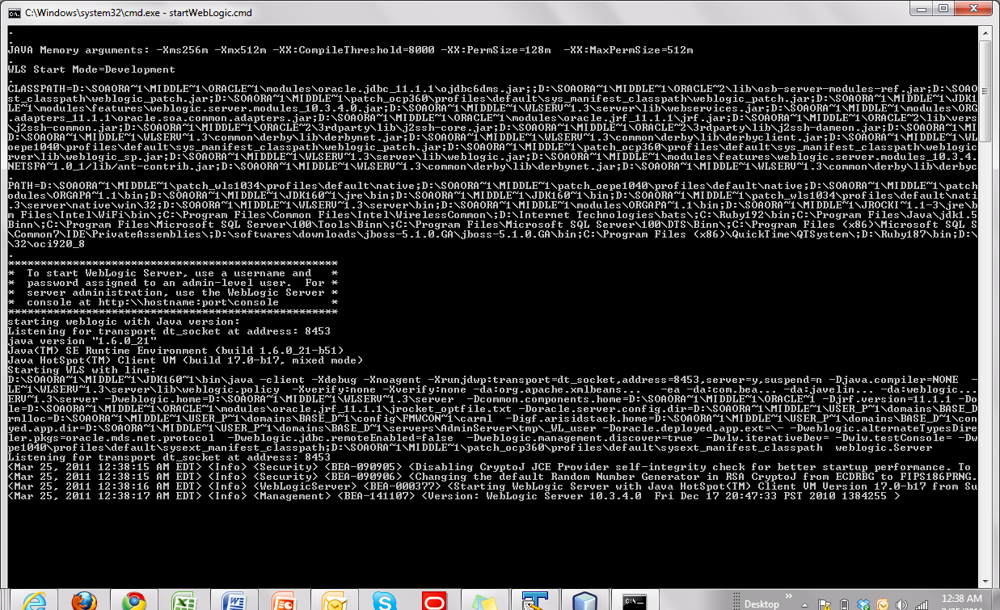 C:\Windows\system32\cmd.exe - startWebLogic.cmd
.
.
JAVA Memory arguments: -Xms256m -Xmx512m -XX:CompileThreshold=8000 -XX:PermSize=128m  -XX:MaxPermSize=512m
.
WLS Start Mode=Development
.
CLASSPATH=D:\SOAORA~1\MIDDLE~1\ORACLE~1\modules\oracle.jdbc_11.1.1\ojdbc6dms.jar;;D:\SOAORA~1\MIDDLE~1\ORACLE~2\lib\osb-server-modules-ref.jar;D:\SOAO
st_classpath\weblogic_patch.jar;D:\SOAORA~1\MIDDLE~1\patch_oepe1040\profiles\default\sys_manifest_classpath\weblogic_patch.jar;D:\SOAORA~1\MIDDLE~1\JDK1
LE~1\modules\features\weblogic.server.modules_10.3.4.0.jar;D:\SOAORA~1\MIDDLE~1\WLSERV~1.3\server\lib\webservices.jar;D:\SOAORA~1\MIDDLE~1\modules\ORG
.adapters_11.1.1\oracle.soa.common.adapters.jar;D:\SOAORA~1\MIDDLE~1\ORACLE~1\modules\oracle.jrf_11.1.1\jrf.jar;D:\SOAORA~1\MIDDLE~1\ORACLE~2\lib\vers
\j2ssh-common.jar;D:\SOAORA~1\MIDDLE~1\ORACLE~2\3rdparty\lib\j2ssh-core.jar;D:\SOAORA~1\MIDDLE~1\ORACLE~2\3rdparty\lib\j2ssh-dameon.jar;D:\SOAORA~1\MI
D:\SOAORA~1\MIDDLE~1\WLSERV~1.3\common\derby\lib\derbynet.jar;D:\SOAORA~1\MIDDLE~1\WLSERV~1.3\common\derby\lib\derbyclient.jar;D:\SOAORA~1\MIDDLE~1\WL
oepe1040\profiles\default\sys_manifest_classpath\weblogic_patch.jar;D:\SOAORA~1\MIDDLE~1\patch_ocp360\profiles\default\sys_manifest_classpath\weblogic
rver\lib\weblogic_sp.jar;D:\SOAORA~1\MIDDLE~1\WLSERV~1.3\server\lib\weblogic.jar;D:\SOAORA~1\MIDDLE~1\modules\features\weblogic.server.modules_10.3.4.
NETSFA~1.0_1/lib/ant-contrib.jar;D:\SOAORA~1\MIDDLE~1\WLSERV~1.3\common\derby\lib\derbynet.jar;D:\SOAORA~1\MIDDLE~1\WLSERV~1.3\common\derby\lib\derbyc
.
PATH=D:\SOAORA~1\MIDDLE~1\patch_wls1034\profiles\default\native;D:\SOAORA~1\MIDDLE~1\patch_oepe1040\profiles\default\native;D:\SOAORA~1\MIDDLE~1\patch
odules\ORGAPA~1.1\bin;D:\SOAORA~1\MIDDLE~1\JDK160~1\jre\bin;D:\SOAORA~1\MIDDLE~1\JDK160~1\bin;D:\SOAORA~1\MIDDLE~1\patch_wls1034\profiles\default\nati
.3\server\native\win\32;D:\SOAORA~1\MIDDLE~1\WLSERV~1.3\server\bin;D:\SOAORA~1\MIDDLE~1\modules\ORGAPA~1.1\bin;D:\SOAORA~1\MIDDLE~1\JROCKI~1.1-3\jre\b
m Files\Intel\WiFi\bin\;C:\Program Files\Common Files\Intel\WirelessCommon\;D:\Internet Technologies\bats\;C:\Ruby192\bin;C:\Program Files\Java\jdk1.5
Bin\;C:\Program Files\Microsoft SQL Server\100\Tools\Binn\;C:\Program Files\Microsoft SQL Server\100\DTS\Binn\;C:\Program Files (x86)\Microsoft SQL S
\Common7\IDE\PrivateAssemblies\;D:\softwares\downloads\jboss-5.1.0.GA\jboss-5.1.0.GA\bin;C:\Program Files (x86)\QuickTime\QTSystem\;D:\Ruby187\bin;D:\
\32\oci920_8
.
***************************************************
*  To start WebLogic Server, use a username and   *
*  password assigned to an admin-level user.  For *
*  server administration, use the WebLogic Server *
*  console at http:\\hostname:port\console        *
***************************************************
starting weblogic with Java version:
Listening for transport dt_socket at address: 8453
java version "1.6.0_21"
Java(TM) SE Runtime Environment (build 1.6.0_21-b51)
Java HotSpot(TM) Client VM (build 17.0-b17, mixed mode)
Starting WLS with line:
D:\SOAORA~1\MIDDLE~1\JDK160~1\bin\java -client -Xdebug -Xnoagent -Xrunjdwp:transport=dt_socket,address=8453,server=y,suspend=n -Djava.compiler=NONE  -
LE~1\WLSERV~1.3\server\lib\weblogic.policy  -Xverify:none -Xverify:none -da:org.apache.xmlbeans...   -ea -da:com.bea... -da:javelin... -da:weblogic...
ERV~1.3\server -Dweblogic.home=D:\SOAORA~1\MIDDLE~1\WLSERV~1.3\server  -Dcommon.components.home=D:\SOAORA~1\MIDDLE~1\ORACLE~1 -Djrf.version=11.1.1 -Do
le=D:\SOAORA~1\MIDDLE~1\ORACLE~1\modules\oracle.jrf_11.1.1\jrocket_optfile.txt -Doracle.server.config.dir=D:\SOAORA~1\MIDDLE~1\USER_P~1\domains\BASE_D
rmlloc=D:\SOAORA~1\MIDDLE~1\USER_P~1\domains\BASE_D~1\config\FMWCON~1\carml  -Digf.arisidstack.home=D:\SOAORA~1\MIDDLE~1\USER_P~1\domains\BASE_D~1\con
yed.app.dir=D:\SOAORA~1\MIDDLE~1\USER_P~1\domains\BASE_D~1\servers\AdminServer\tmp\_WL_user -Doracle.deployed.app.ext=\- -Dweblogic.alternateTypesDire
ler.pkgs=oracle.mds.net.protocol  -Dweblogic.jdbc.remoteEnabled=false  -Dweblogic.management.discover=true  -Dwlw.iterativeDev= -Dwlw.testConsole= -Dw
pe1040\profiles\default\sysext_manifest_classpath;D:\SOAORA~1\MIDDLE~1\patch_ocp360\profiles\default\sysext_manifest_classpath  weblogic.Server
Listening for transport dt_socket at address: 8453
<Mar 25, 2011 12:38:15 AM EDT> <Info> <Security> <BEA-090905> <Disabling CryptoJ JCE Provider self-integrity check for better startup performance. To
<Mar 25, 2011 12:38:15 AM EDT> <Info> <Security> <BEA-090906> <Changing the default Random Number Generator in RSA CryptoJ from ECDRBG to FIPS186PRNG.
<Mar 25, 2011 12:38:16 AM EDT> <Info> <WebLogicServer> <BEA-000377> <Starting WebLogic Server with Java HotSpot(TM) Client VM Version 17.0-b17 from Su
<Mar 25, 2011 12:38:17 AM EDT> <Info> <Management> <BEA-141107> <Version: WebLogic Server 10.3.4.0  Fri Dec 17 20:47:33 PST 2010 1384255 >
Desktop
12:38 AM